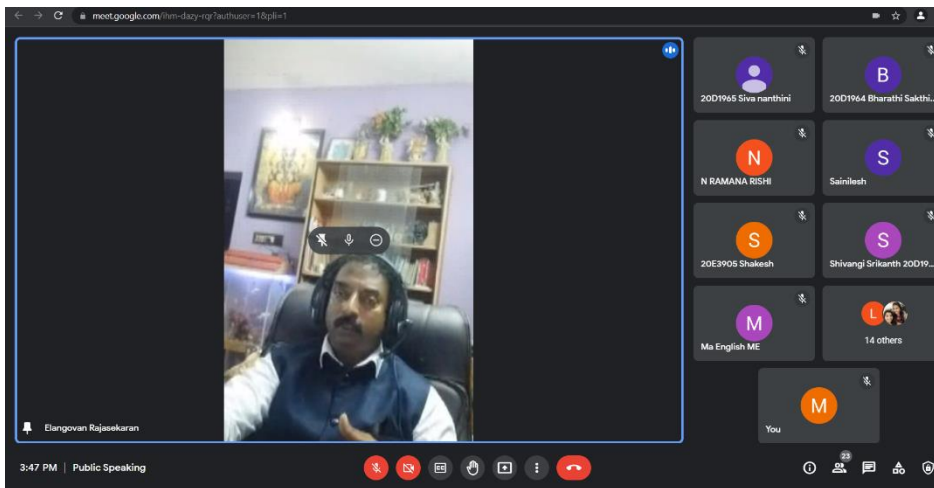 meet.google.com/ihm-dazy-rqr?authuser=1&pli=1
20D1965 Siva nanthini
20D1964 Bharathi Sakthi...
B
N
S
N RAMANA RISHI
Sainilesh
S
S
20E3905 Shakesh
Shivangi Srikanth 20D19...
M
L
Ma English ME
14 others
M
You
Elangovan Rajasekaran
3:47 PM | Public Speaking
CC
23